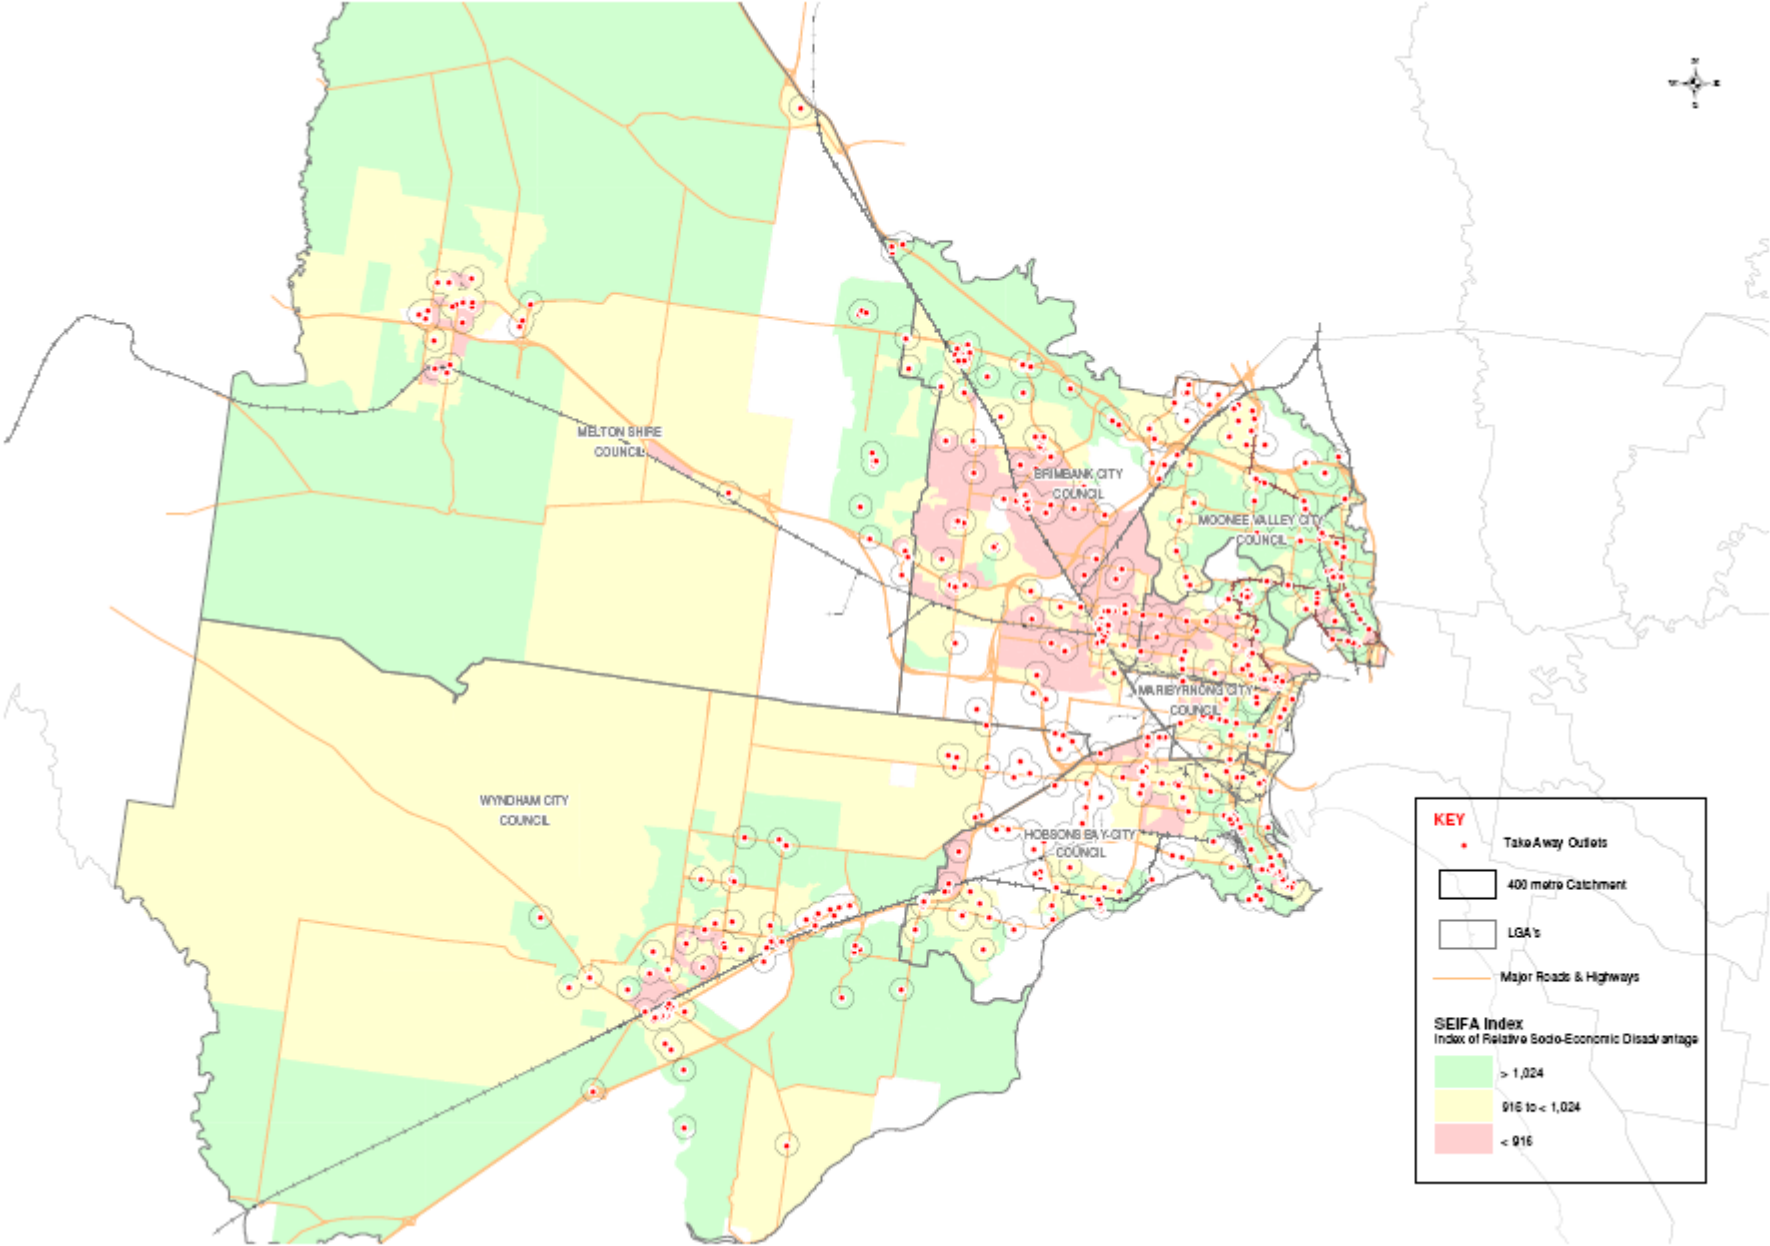 N
W E
S
MELTON SHIRE
COUNCIL
BRIMBANK CITY
COUNCIL
MOONEE VALLEY CITY
COUNCIL
MARIBYRNONG CITY
COUNCIL
WYNDHAM CITY
COUNCIL
HOBSONS BAY CITY
COUNCIL
KEY
Take Away Outlets
400 metre Catchment
LGA's
Major Roads & Highways
SEIFA Index
Index of Relative Socio-Economic Disadvantage
> 1,024
916 to < 1,024
< 916